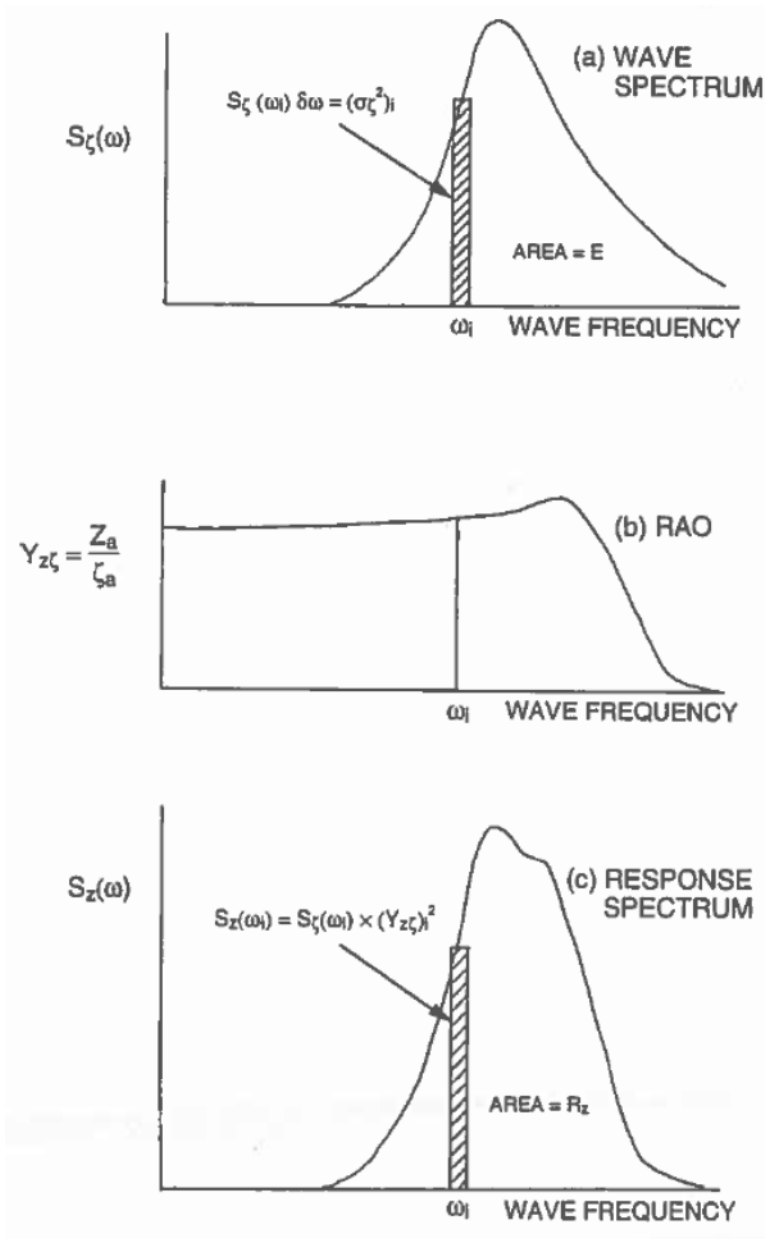 (a) WAVE
SPECTRUM
Sζ (ωi) δω = (σζ²)i
Sζ(ω)
AREA = E
ωi WAVE FREQUENCY
Yzζ = Za / ζa
(b) RAO
ωi WAVE FREQUENCY
Sz(ω)
(c) RESPONSE
SPECTRUM
Sz(ωi) = Sζ(ωi) × (Yzζ)i²
AREA = Rz
ωi WAVE FREQUENCY